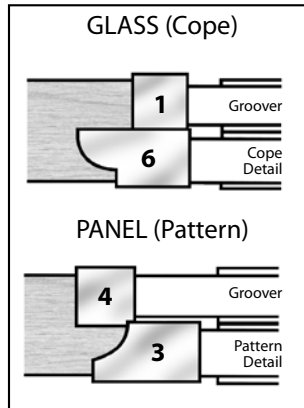 GLASS (Cope)
1
Groover
6
Cope
Detail
PANEL (Pattern)
4
Groover
3
Pattern
Detail